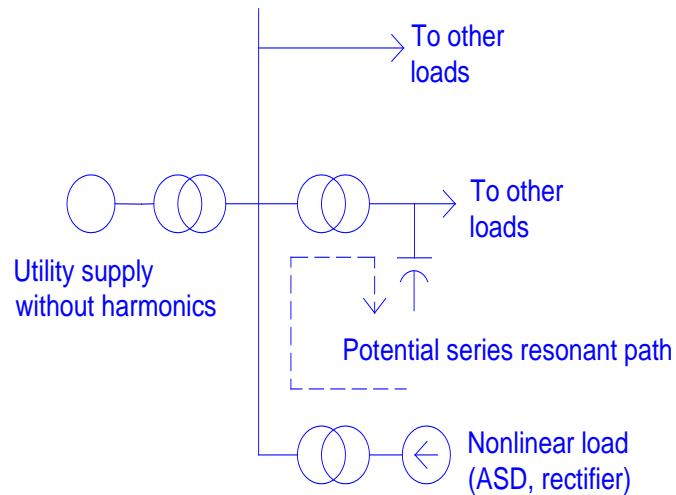 To other
loads
To other
loads
Utility supply
without harmonics
Potential series resonant path
Nonlinear load
(ASD, rectifier)